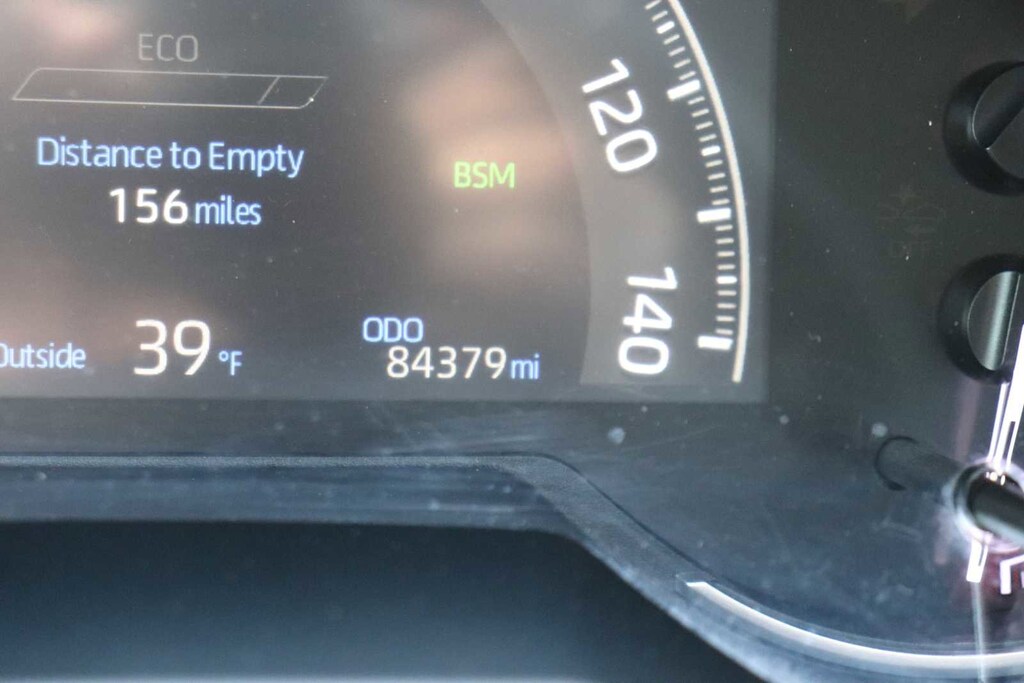 ECO
Distance to Empty
156 miles
BSM
Outside 39 °F
ODO
84379 mi
120
140